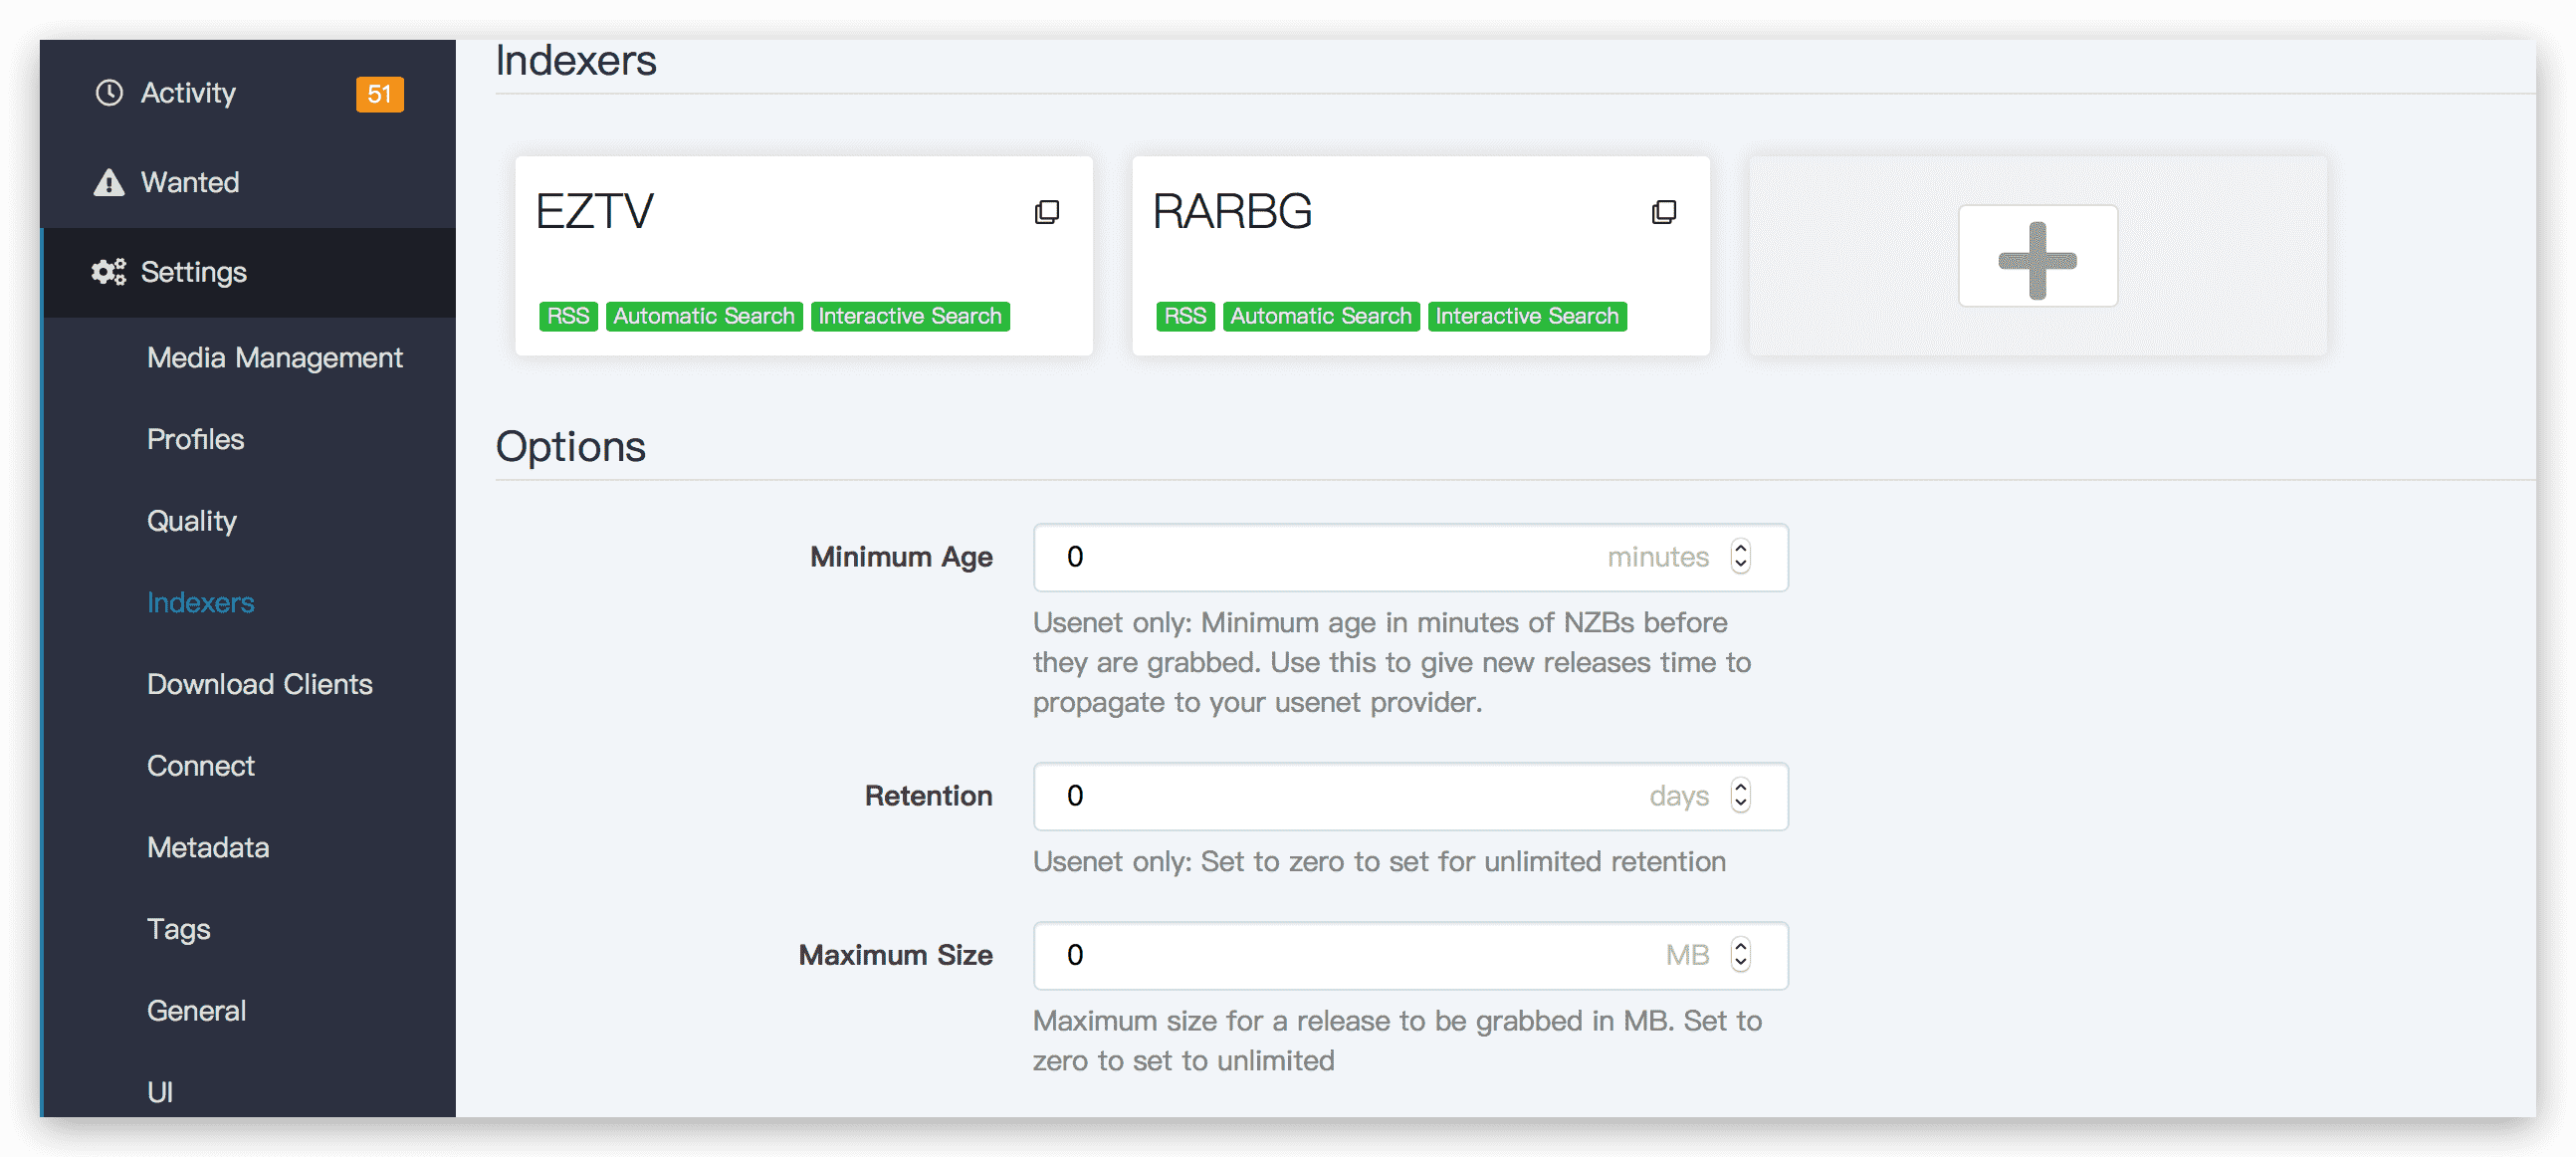 Activity
51
Wanted
Settings
Media Management
Profiles
Quality
Indexers
Download Clients
Connect
Metadata
Tags
General
UI
Indexers
EZTV
RSS Automatic Search Interactive Search
RARBG
RSS Automatic Search Interactive Search
Options
Minimum Age
0 minutes
Usenet only: Minimum age in minutes of NZBs before
they are grabbed. Use this to give new releases time to
propagate to your usenet provider.
Retention
0 days
Usenet only: Set to zero to set for unlimited retention
Maximum Size
0 MB
Maximum size for a release to be grabbed in MB. Set to
zero to set to unlimited